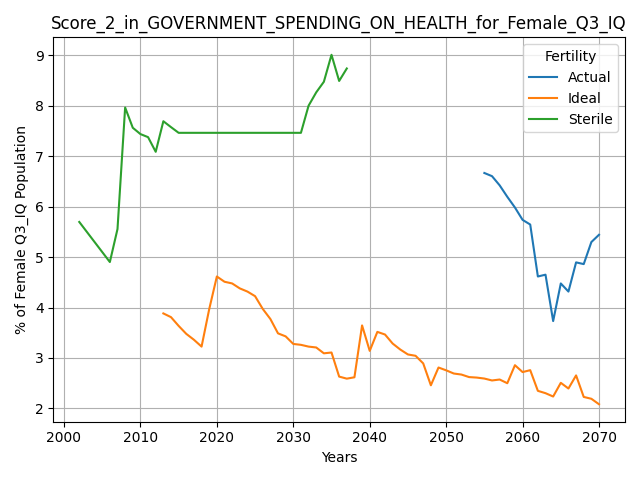 Score_2_in_GOVERNMENT_SPENDING_ON_HEALTH_for_Female_Q3_IQ
Fertility
Actual
Ideal
Sterile
% of Female Q3_IQ Population
9
8
7
6
5
4
3
2
2000 2010 2020 2030 2040 2050 2060 2070
Years